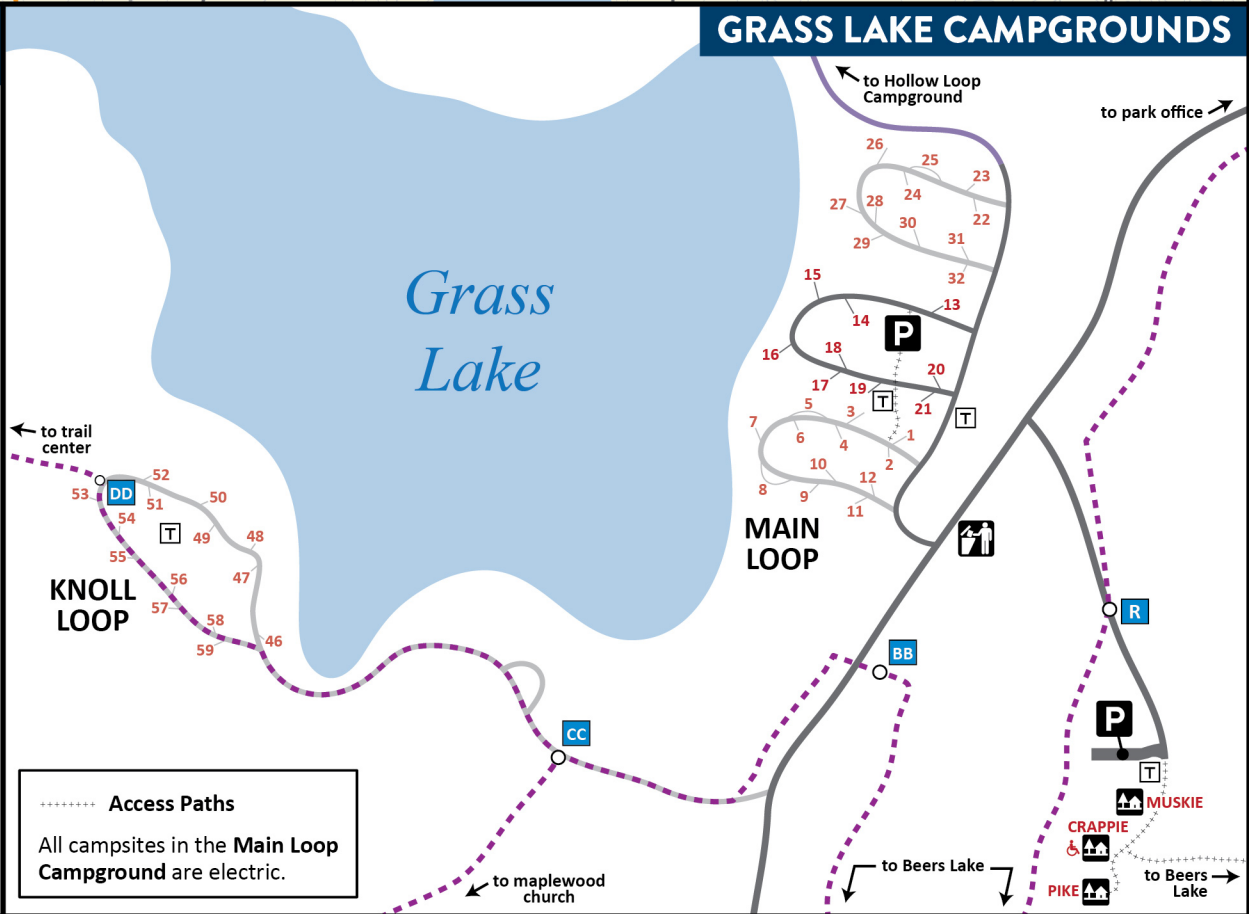 GRASS LAKE CAMPGROUNDS
to Hollow Loop
Campground
to park office
26
25
23
24
22
28
27
30
29
31
32
15
13
14
P
16
18
17
19
20
21
T
T
5
3
7
6
4
1
2
10
12
8
9
11
Grass
Lake
MAIN
LOOP
to trail
center
53
DD
52
51
50
54
T
49
48
55
47
56
57
58
59
46
KNOLL
LOOP
R
BB
CC
P
T
MUSKIE
CRAPPIE
PIKE
to Beers
Lake
to Beers Lake
to maplewood
church
Access Paths
All campsites in the Main Loop
Campground are electric.